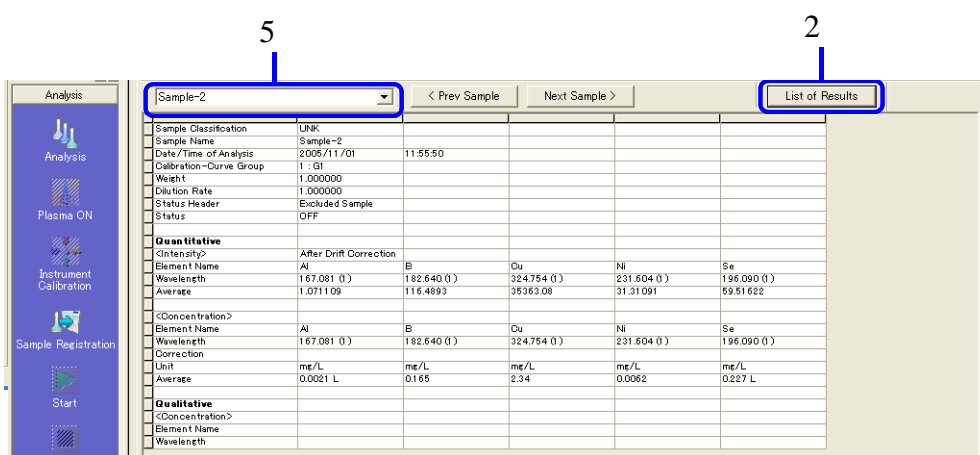 5
2
Analysis
Sample-2
< Prev Sample
Next Sample >
List of Results
Analysis
Plasma ON
Instrument
Calibration
Sample Registration
Start
Sample Classification UNK
Sample Name Sample-2
Date/Time of Analysis 2005/11/01 11:55:50
Calibration-Curve Group 1 : G1
Weight 1.000000
Dilution Rate 1.000000
Status Header Excluded Sample
Status OFF
Quantitative
<Intensity> After Drift Correction
Element Name Al B Cu Ni Se
Wavelength 167.081 (1) 182.640 (1) 324.754 (1) 231.604 (1) 196.090 (1)
Average 1.071109 116.4893 35363.08 31.31091 59.51622
<Concentration>
Element Name Al B Cu Ni Se
Wavelength 167.081 (1) 182.640 (1) 324.754 (1) 231.604 (1) 196.090 (1)
Correction
Unit mg/L mg/L mg/L mg/L mg/L
Average 0.0021 L 0.165 2.34 0.0062 0.227 L
Qualitative
<Concentration>
Element Name
Wavelength